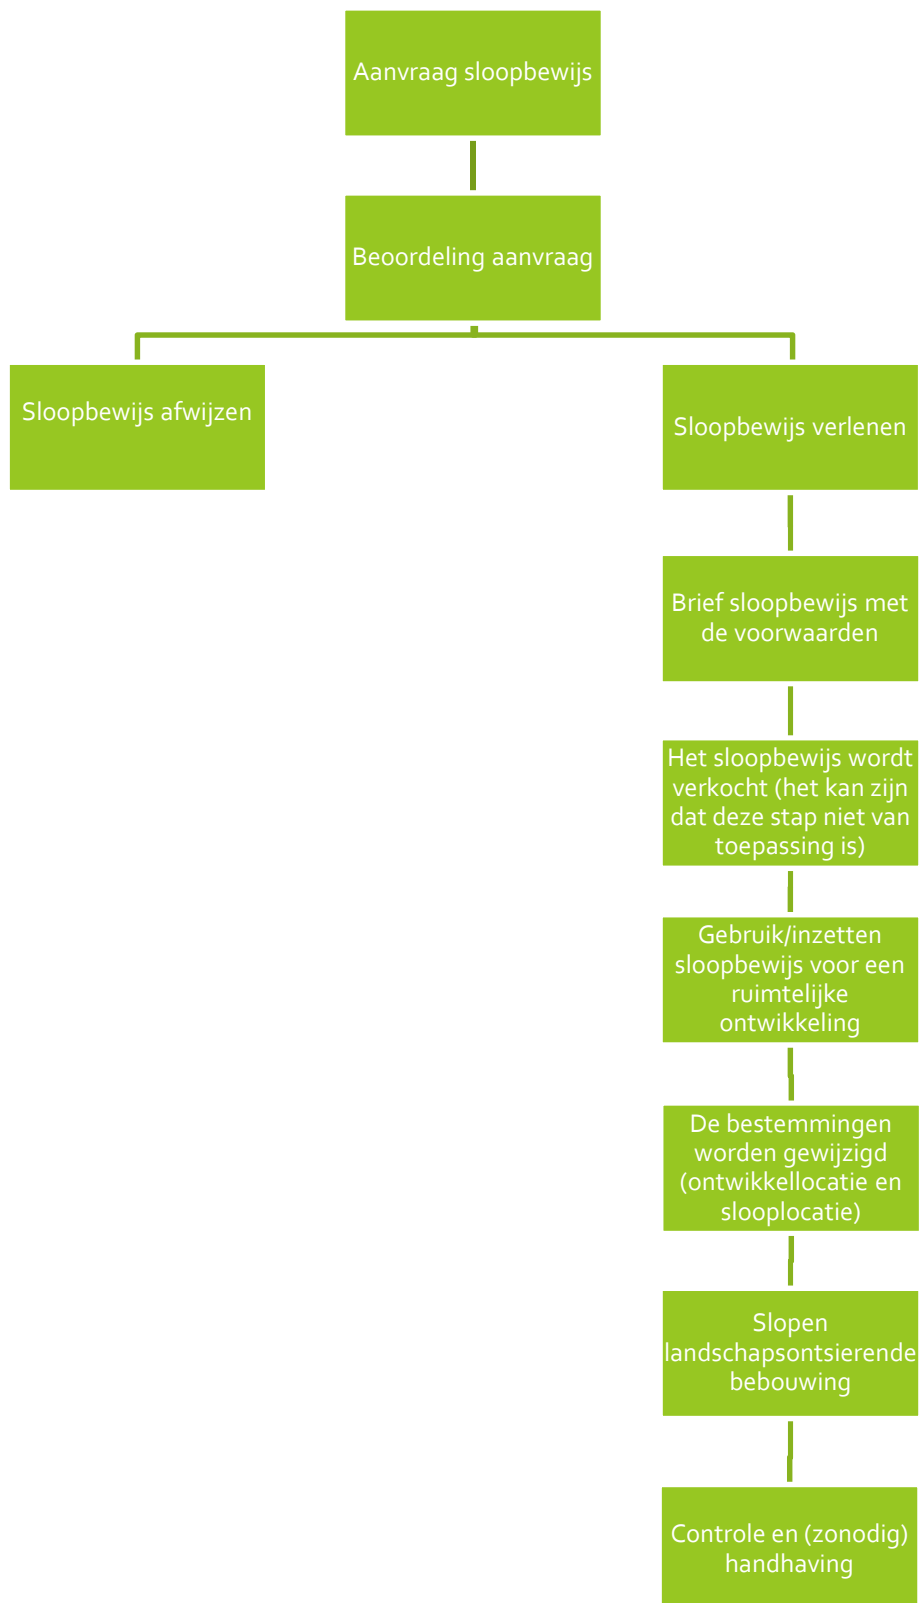 Aanvraag sloopbewijs
Beoordeling aanvraag
Sloopbewijs afwijzen
Sloopbewijs verlenen
Brief sloopbewijs met
de voorwaarden
Het sloopbewijs wordt
verkocht (het kan zijn
dat deze stap niet van
toepassing is)
Gebruik/inzetten
sloopbewijs voor een
ruimtelijke
ontwikkeling
De bestemmingen
worden gewijzigd
(ontwikkellocatie en
slooplocatie)
Slopen
landschapsontsierende
bebouwing
Controle en (zonodig)
handhaving